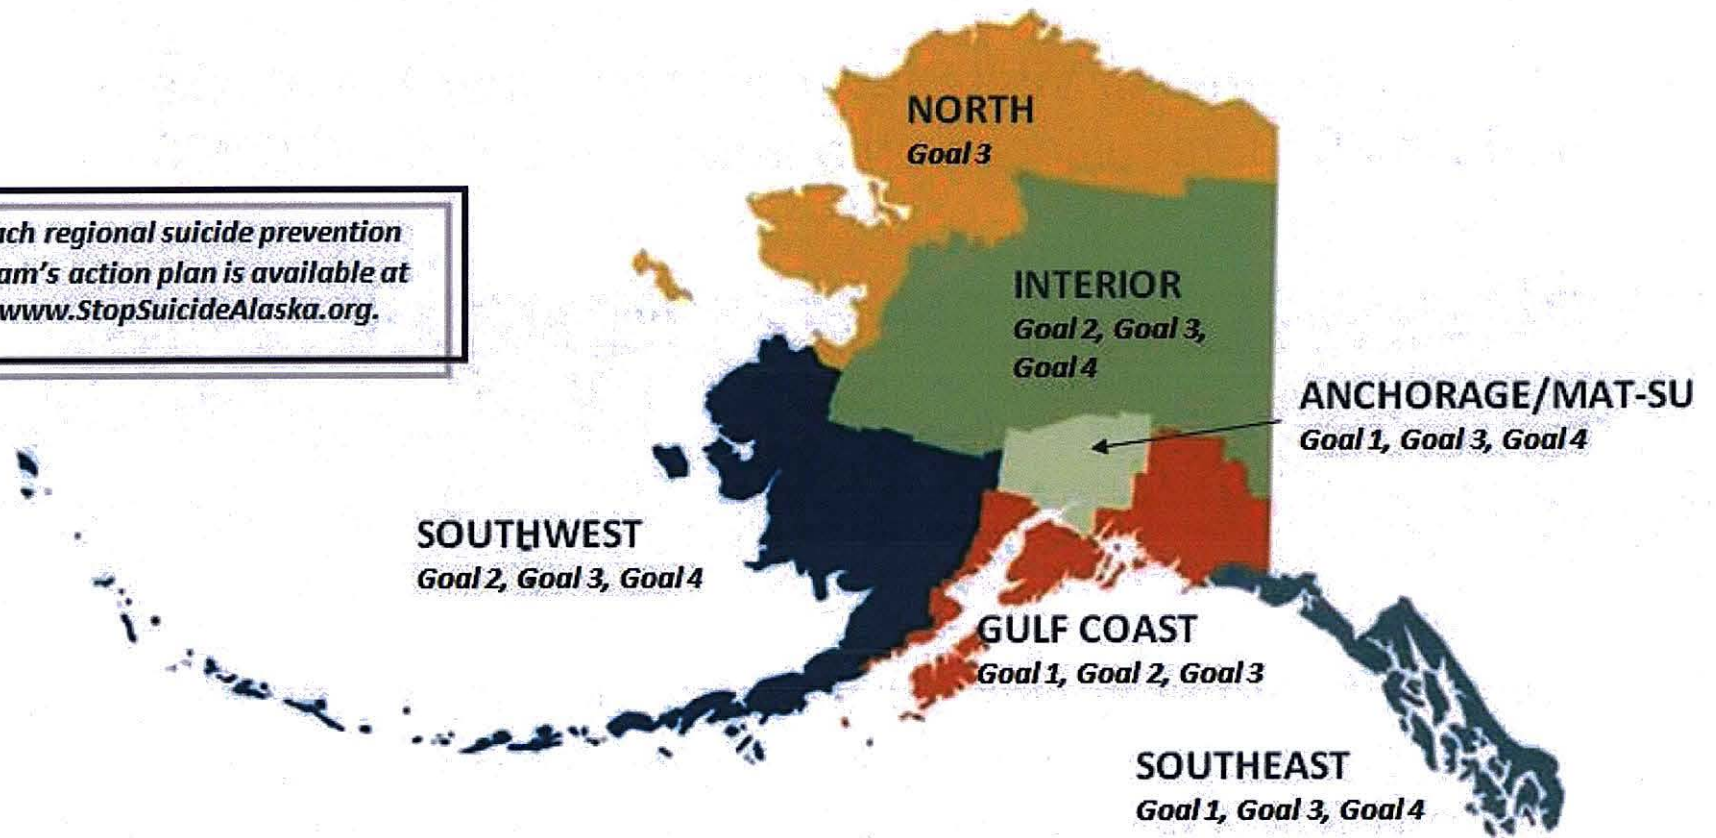 NORTH
Goal 3
ach regional suicide prevention
am's action plan is available at
www.StopSuicideAlaska.org.
INTERIOR
Goal 2, Goal 3,
Goal 4
ANCHORAGE/MAT-SU
Goal 1, Goal 3, Goal 4
SOUTHWEST
Goal 2, Goal 3, Goal 4
GULF COAST
Goal 1, Goal 2, Goal 3
SOUTHEAST
Goal 1, Goal 3, Goal 4